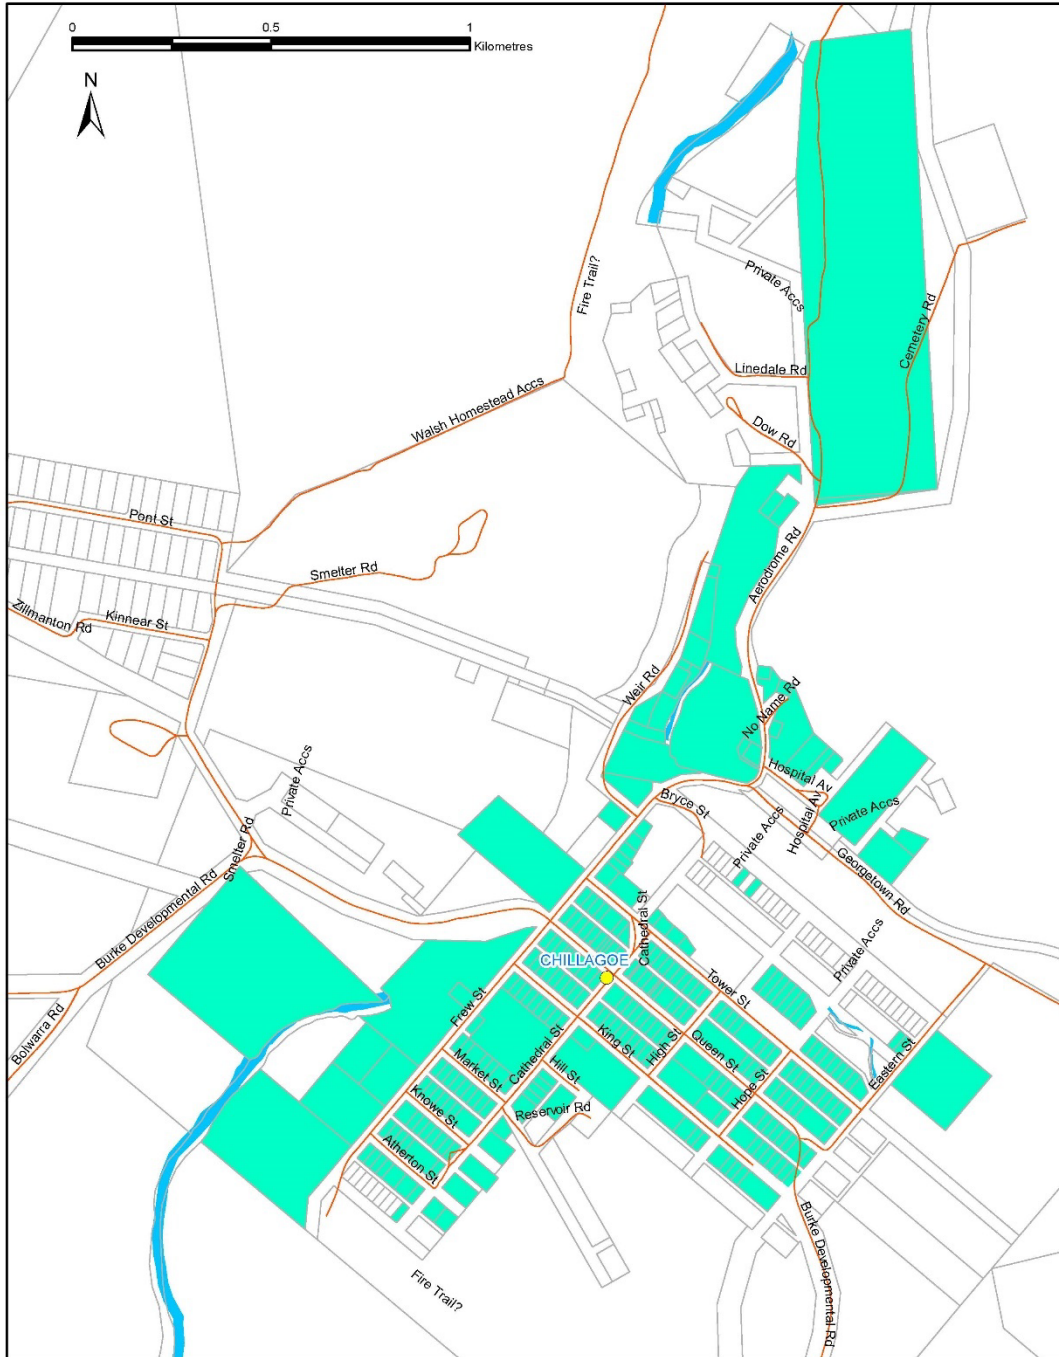 0 0.5 1
Kilometres
N
Fire Trail?
Private Accs
Cemetery Rd
Linedale Rd
Walsh Homestead Accs
Dow Rd
Pont St
Aerodrome Rd
Smelter Rd
Zillmanton Rd
Kinnear St
Weir Rd
No Name Rd
Private Accs
Hospital Av
Bryce St
Private Accs
Hospital Av
Private Accs
Smelter Rd
Georgetown Rd
Burke Developmental Rd
Cathedral St
Private Accs
CHILLAGOE
Tower St
Frew St
Bolwarra Rd
King St
High St
Queen St
Eastern St
Market St
Cathedral St
Hill St
Hope St
Knowe St
Reservoir Rd
Atherton St
Burke Developmental Rd
Fire Trail?